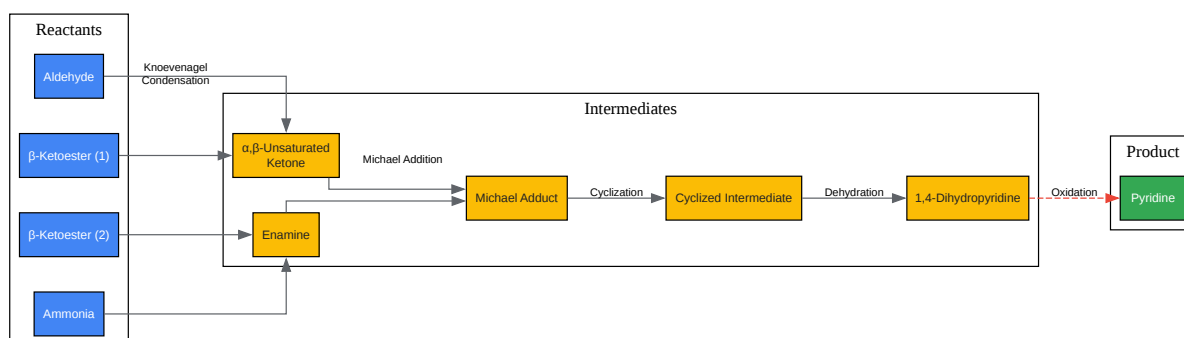 Reactants
Aldehyde
Knoevenagel
Condensation
Intermediates
β-Ketoester (1)
α,β-Unsaturated
Ketone
Michael Addition
Product
Michael Adduct
Cyclization
Cyclized Intermediate
Dehydration
1,4-Dihydropyridine
Oxidation
Pyridine
β-Ketoester (2)
Enamine
Ammonia